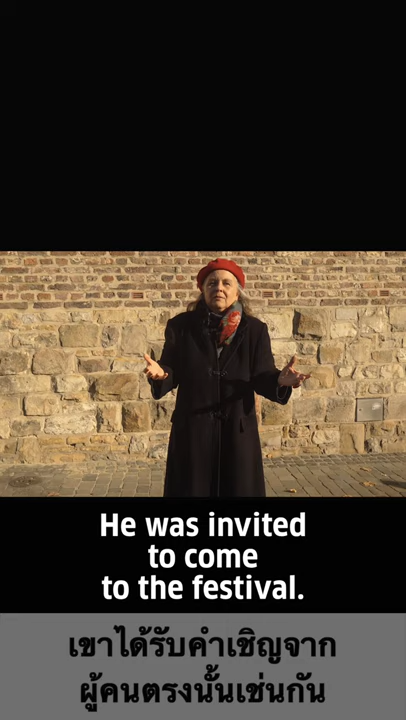 He was invited
to come
to the festival.
เขาได้รับคำเชิญจาก
ผู้คนตรงนั้นเช่นกัน